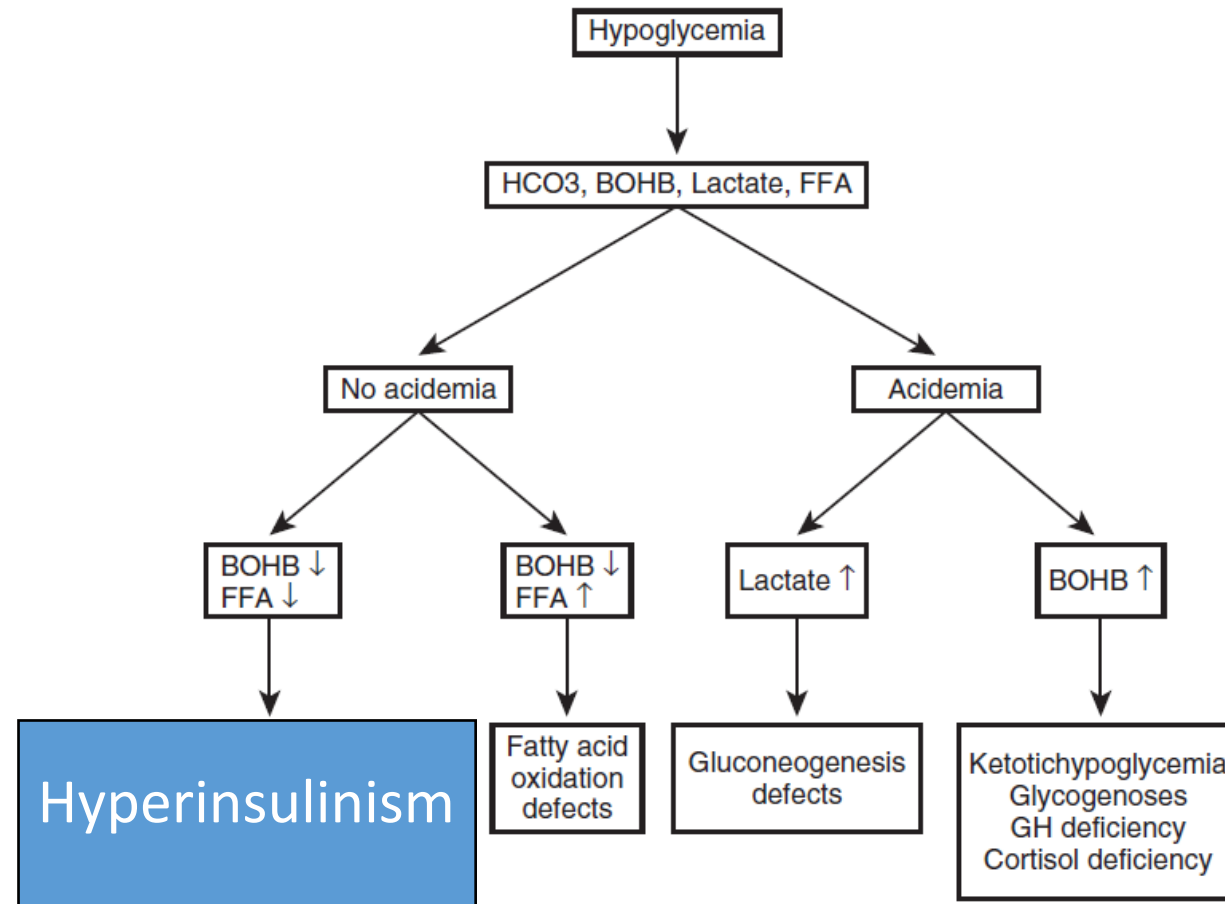 Hypoglycemia
HCO3, BOHB, Lactate, FFA
No acidemia
Acidemia
BOHB ↓
FFA ↓
BOHB ↓
FFA ↑
Lactate ↑
BOHB ↑
Hyperinsulinism
Fatty acid
oxidation
defects
Gluconeogenesis
defects
Ketotichypoglycemia
Glycogenoses
GH deficiency
Cortisol deficiency